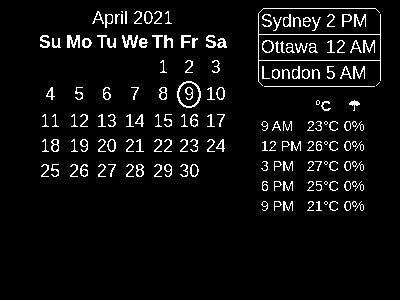 April 2021
Su Mo Tu We Th Fr Sa
1 2 3
4 5 6 7 8 9 10
11 12 13 14 15 16 17
18 19 20 21 22 23 24
25 26 27 28 29 30
Sydney 2 PM
Ottawa 12 AM
London 5 AM
°C ☂
9 AM 23°C 0%
12 PM 26°C 0%
3 PM 27°C 0%
6 PM 25°C 0%
9 PM 21°C 0%